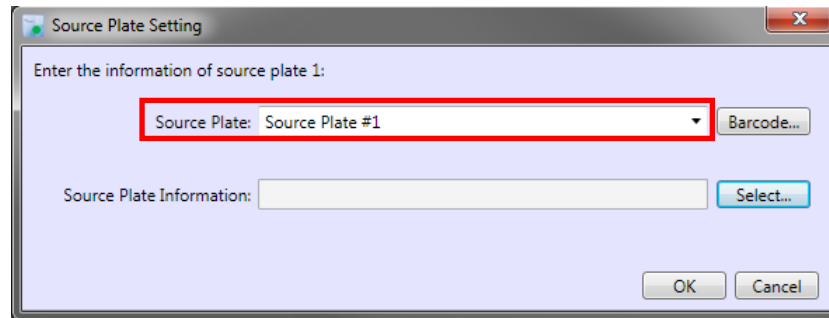 Source Plate Setting
Enter the information of source plate 1:
Source Plate: Source Plate #1 Barcode...
Source Plate Information: Select...
OK Cancel